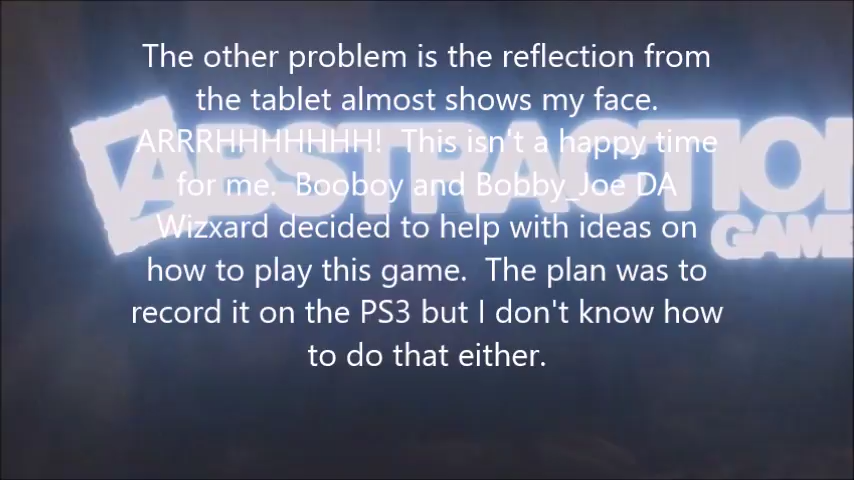 The other problem is the reflection from
the tablet almost shows my face.
ARRRHHHHHHH!  This isn't a happy time
for me.  Booboy and Bobby_Joe DA
Wizxard decided to help with ideas on
how to play this game.  The plan was to
record it on the PS3 but I don't know how
to do that either.
ABSTRACTION
GAME